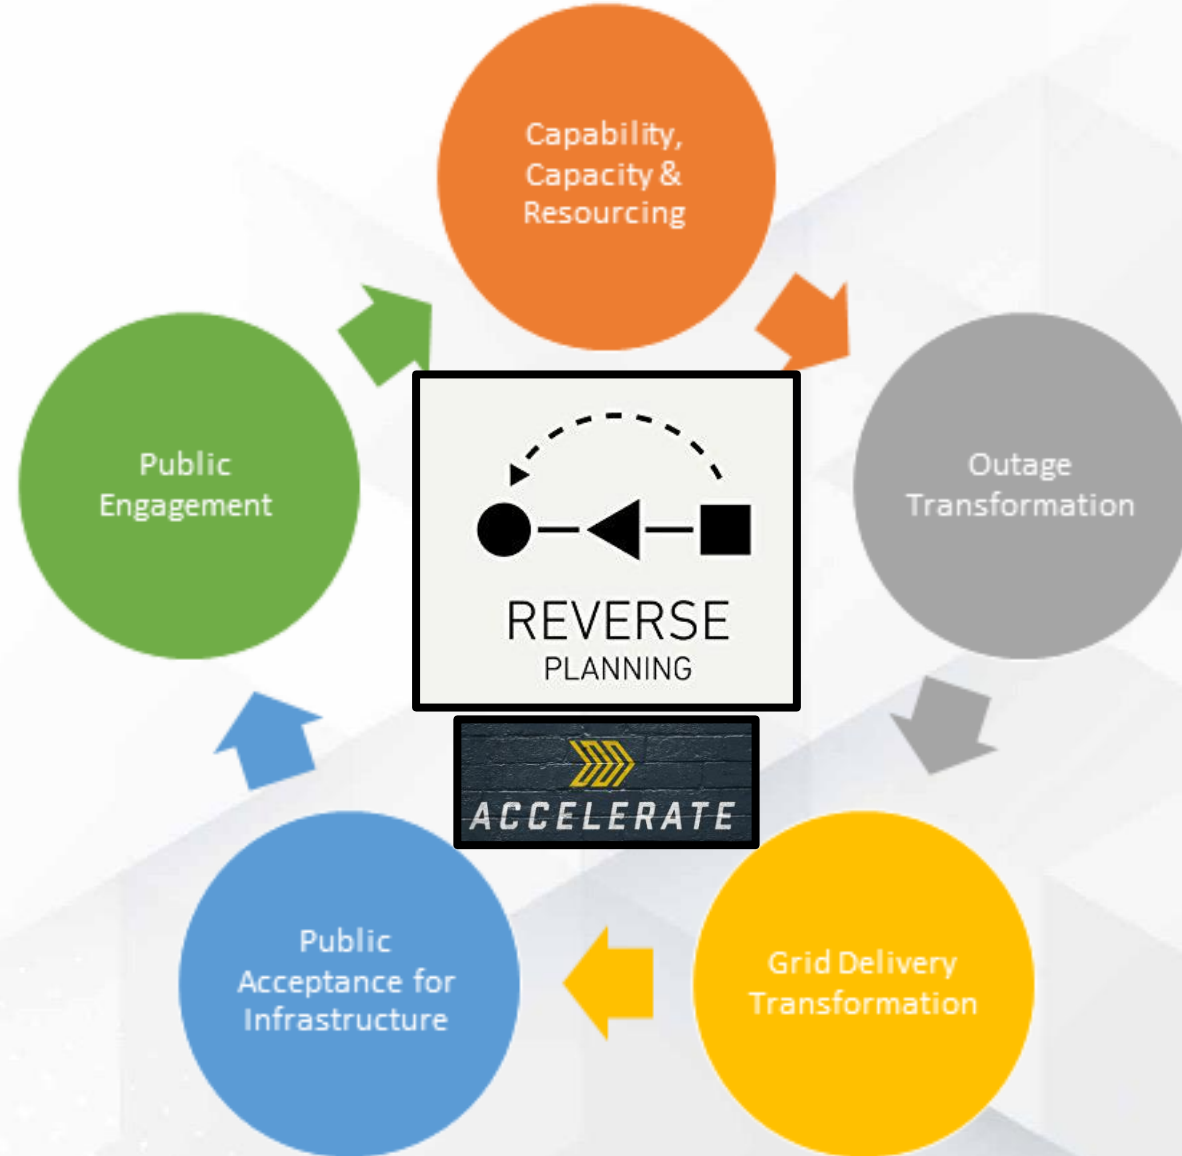 Capability,
Capacity &
Resourcing
Public
Engagement
Outage
Transformation
REVERSE
PLANNING
ACCELERATE
Public
Acceptance for
Infrastructure
Grid Delivery
Transformation